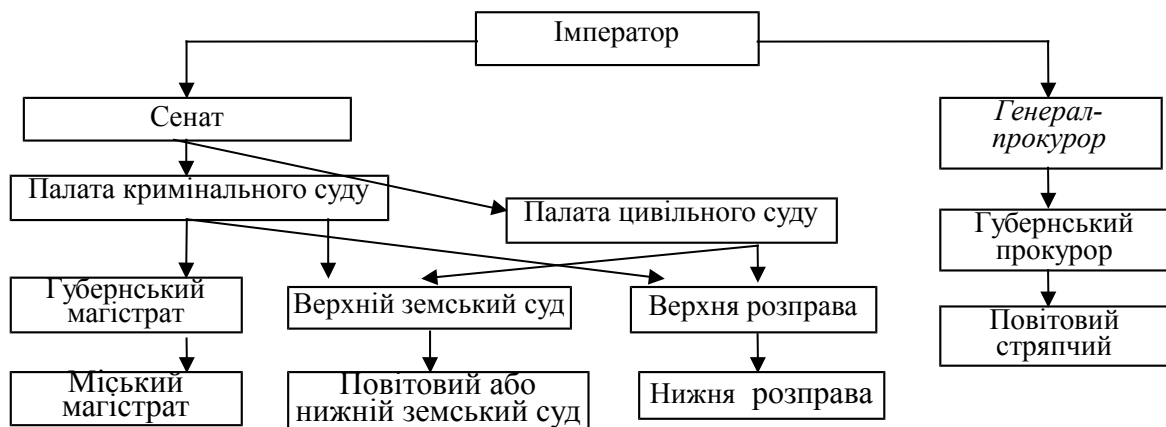 Імператор
Сенат
Генерал-
прокурор
Палата кримінального суду
Палата цивільного суду
Губернський
прокурор
Губернський
магістрат
Верхній земський суд
Верхня розправа
Повітовий
стряпчий
Міський
магістрат
Повітовий або
нижній земський суд
Нижня розправа